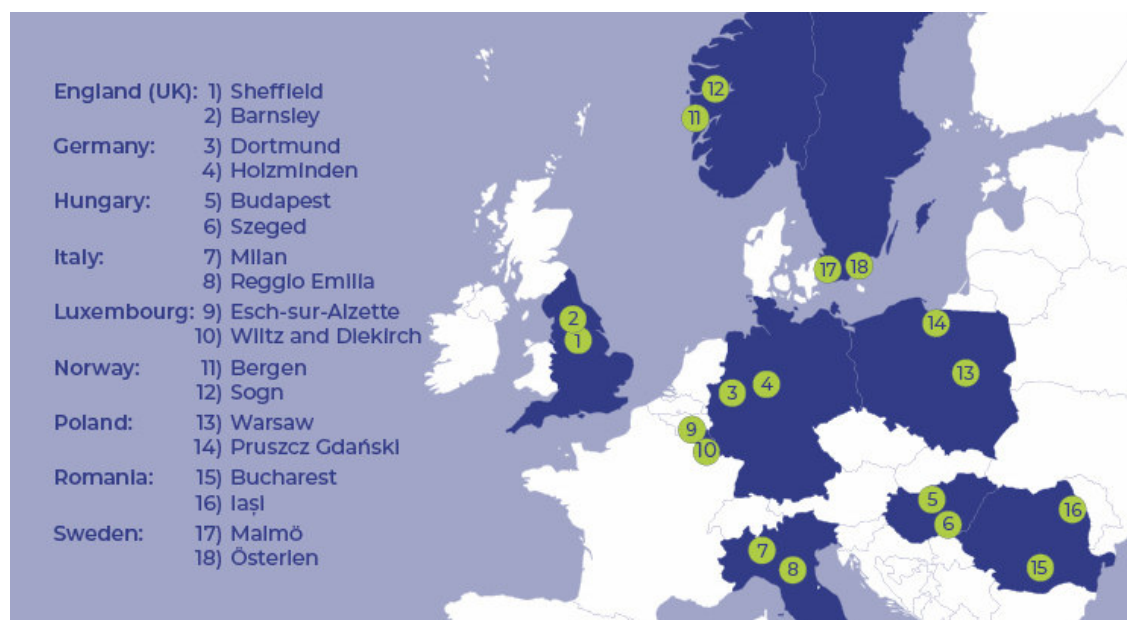 England (UK): 1) Sheffield
2) Barnsley
Germany: 3) Dortmund
4) Holzminden
Hungary: 5) Budapest
6) Szeged
Italy: 7) Milan
8) Reggio Emilia
Luxembourg: 9) Esch-sur-Alzette
10) Wiltz and Diekirch
Norway: 11) Bergen
12) Sogn
Poland: 13) Warsaw
14) Pruszcz Gdański
Romania: 15) Bucharest
16) Iași
Sweden: 17) Malmö
18) Österlen
12
11
17
18
14
2
1
13
3
4
9
10
5
16
6
7
8
15